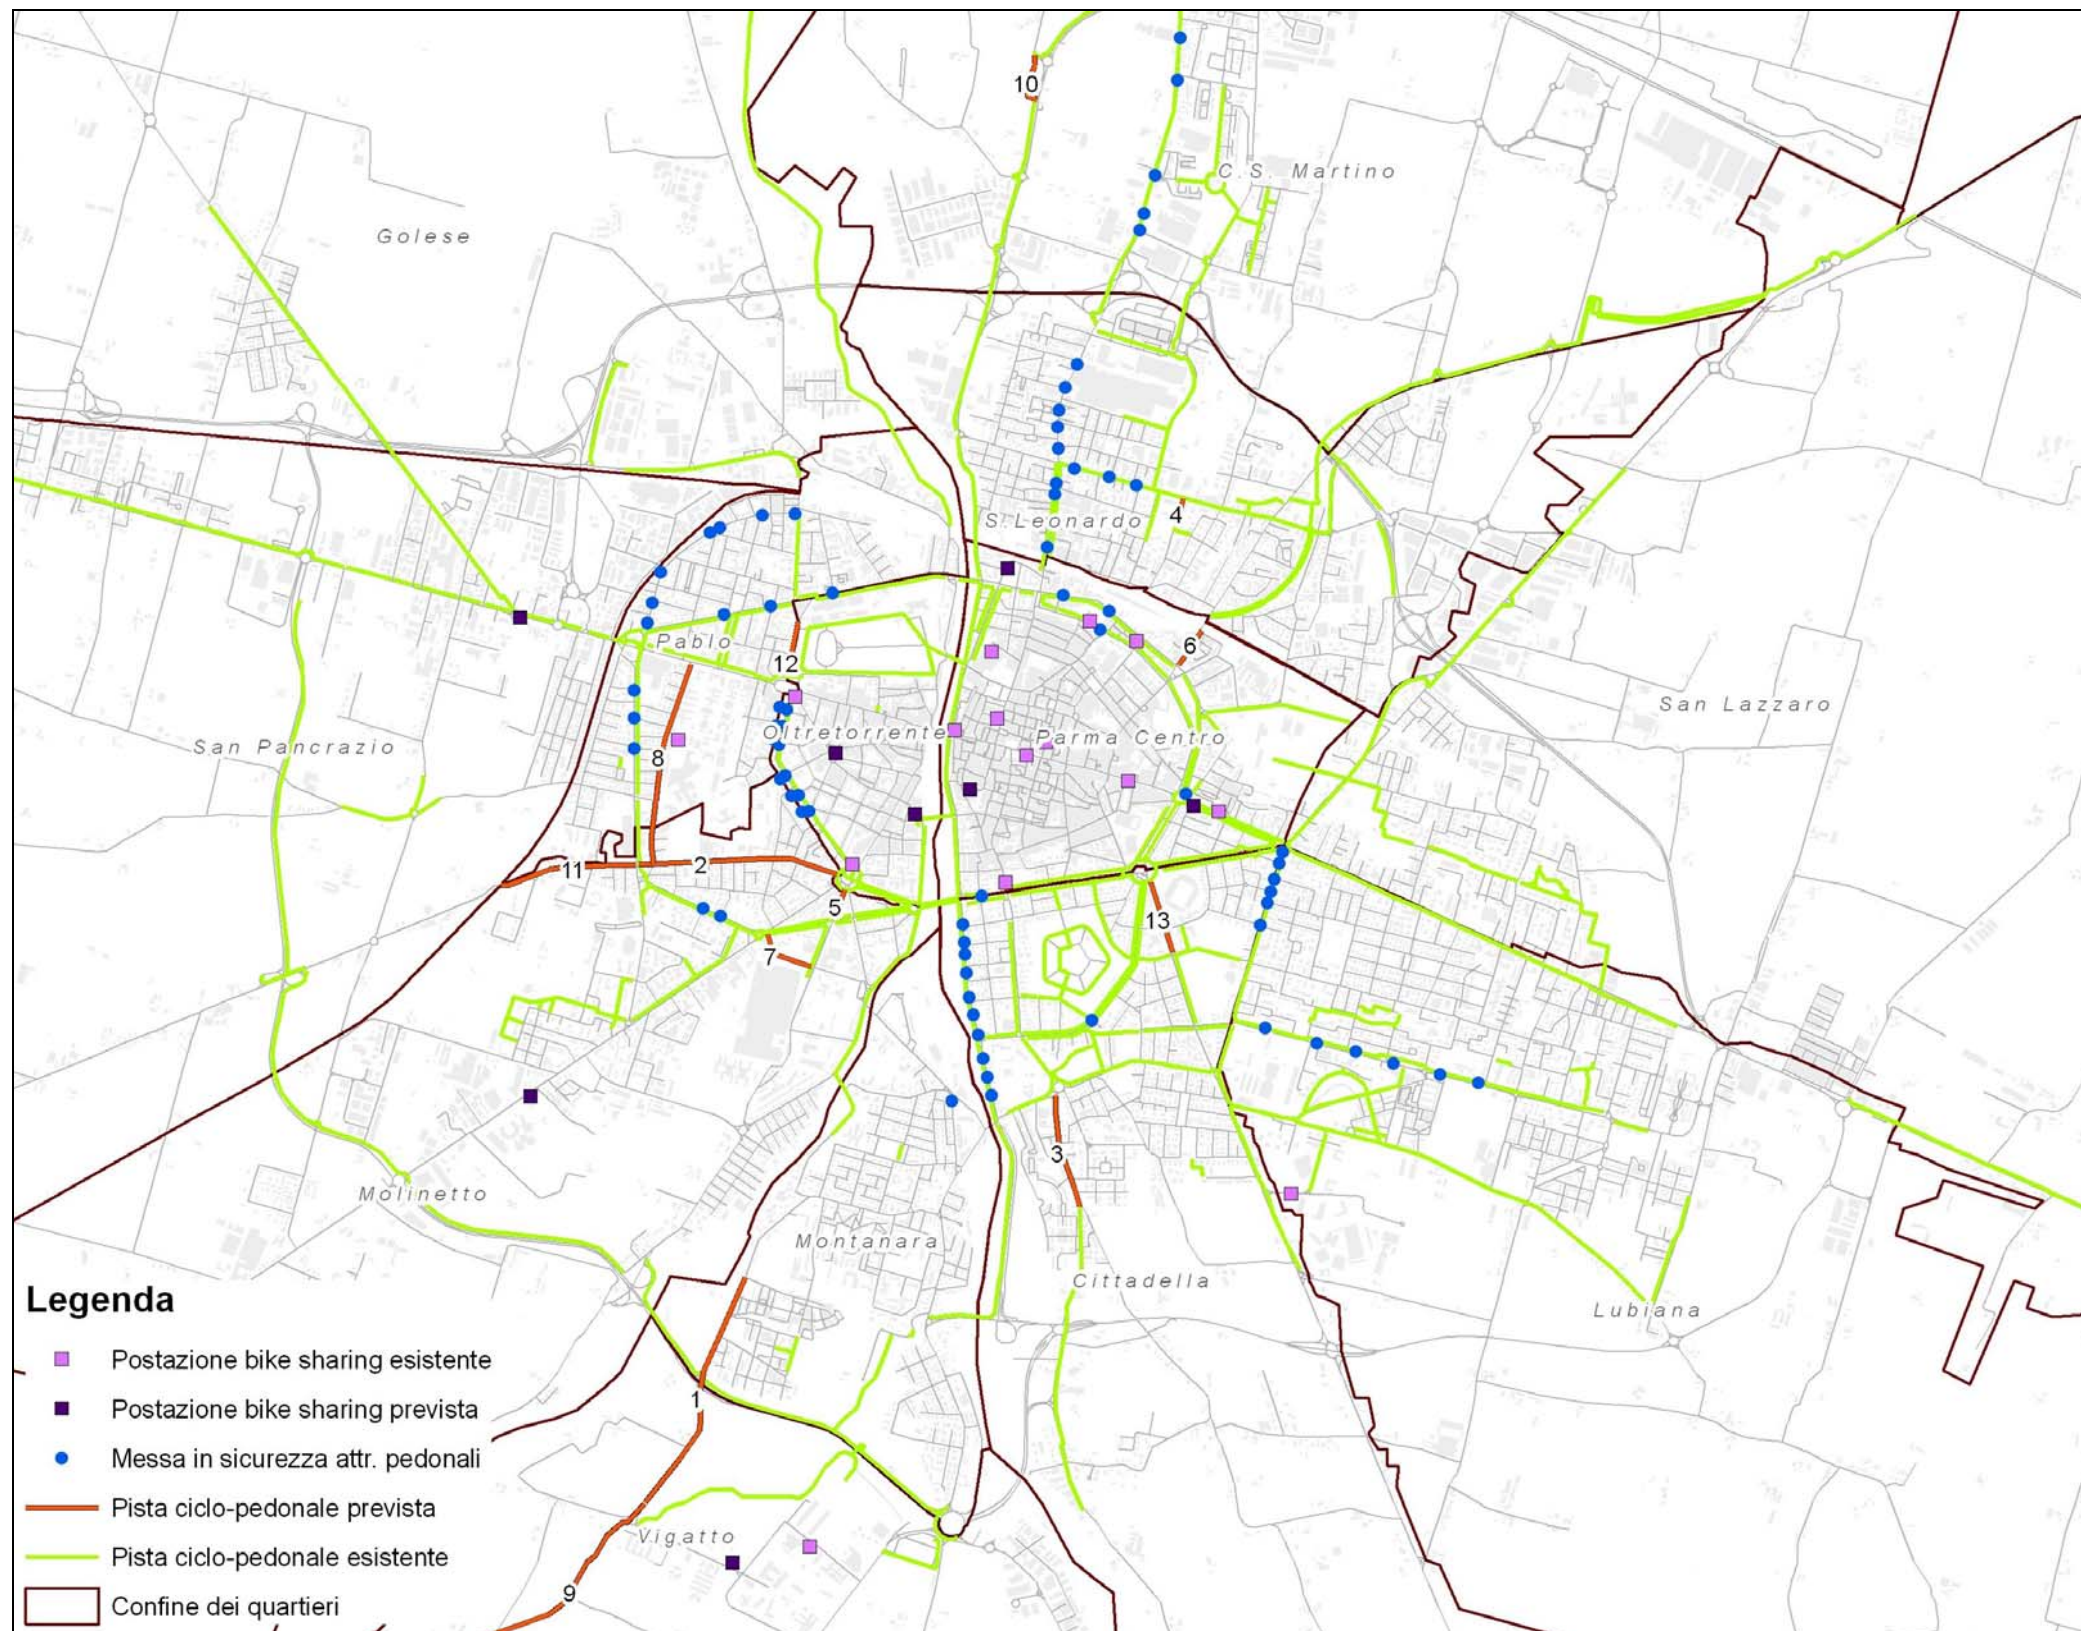 10
C.S. Martino
Golese
S.Leonardo
4
Pablo
6
12
San Lazzaro
Oltretorrente
Parma Centro
San Pancrazio
8
2
11
5
13
7
3
Molinetto
Montanara
Cittadella
Lubiana
1
Vigatto
9
Legenda
Postazione bike sharing esistente
Postazione bike sharing prevista
Messa in sicurezza attr. pedonali
Pista ciclo-pedonale prevista
Pista ciclo-pedonale esistente
Confine dei quartieri